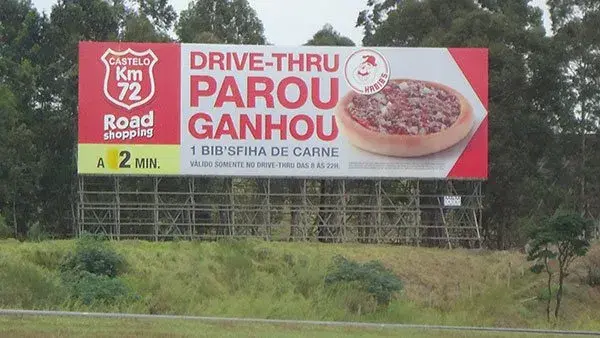 CASTELO
Km
72
Road
shopping
A 2 MIN.
DRIVE-THRU
PAROU
GANHOU
1 BIB'SFIHA DE CARNE
VÁLIDO SOMENTE NO DRIVE-THRU DAS 8 ÀS 22H.
HABIB'S